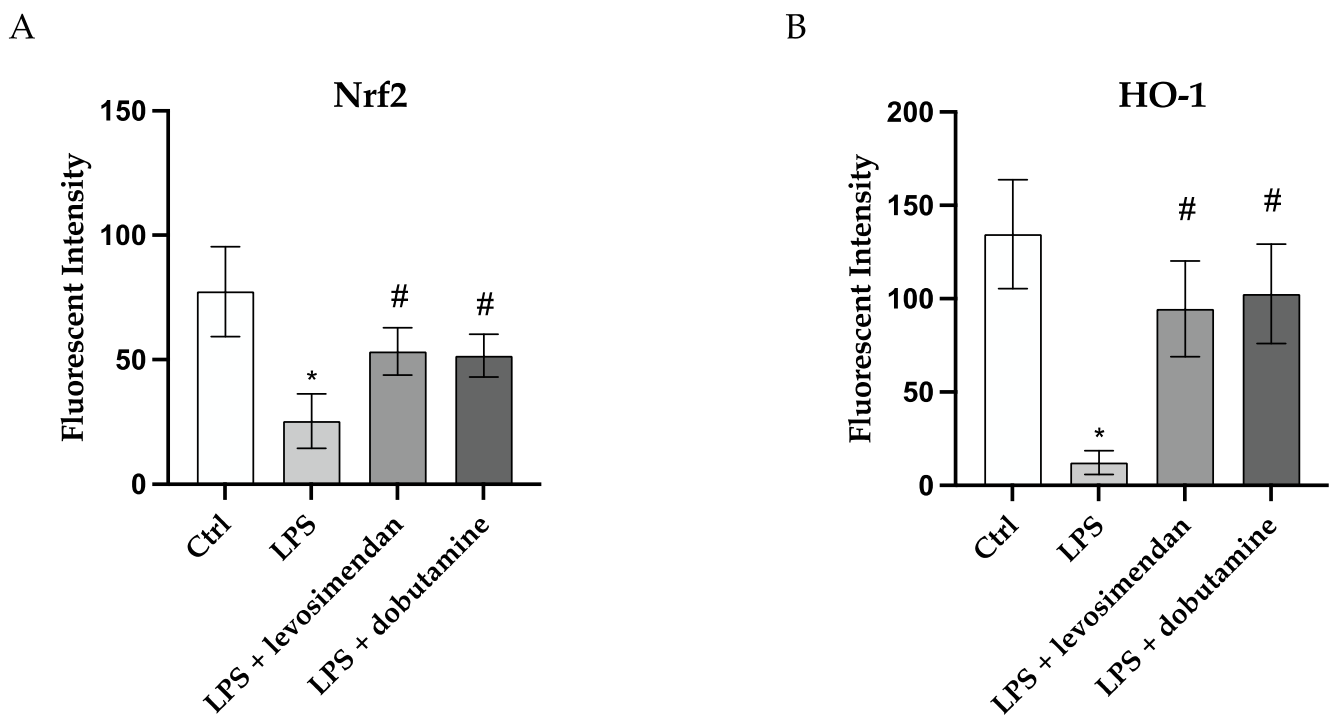 A
Nrf2
Fluorescent Intensity
150
100
50
0
*
#
#
Ctrl
LPS
LPS + levosimendan
LPS + dobutamine
B
HO-1
Fluorescent Intensity
200
150
100
50
0
*
#
#
Ctrl
LPS
LPS + levosimendan
LPS + dobutamine